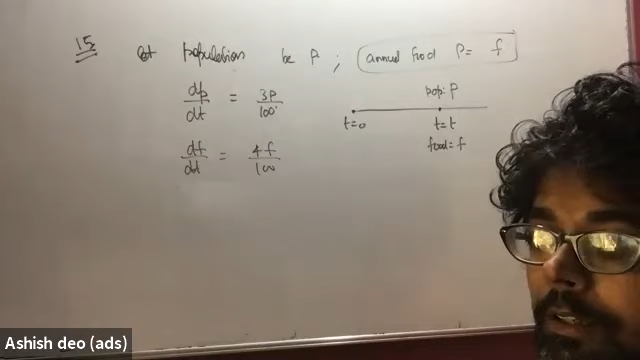 15
let population be P ; annual food P = f
dp/dt = 3P/100
pop: P
t=0 t=t
food = f
df/dt = 4f/100
Ashish deo (ads)